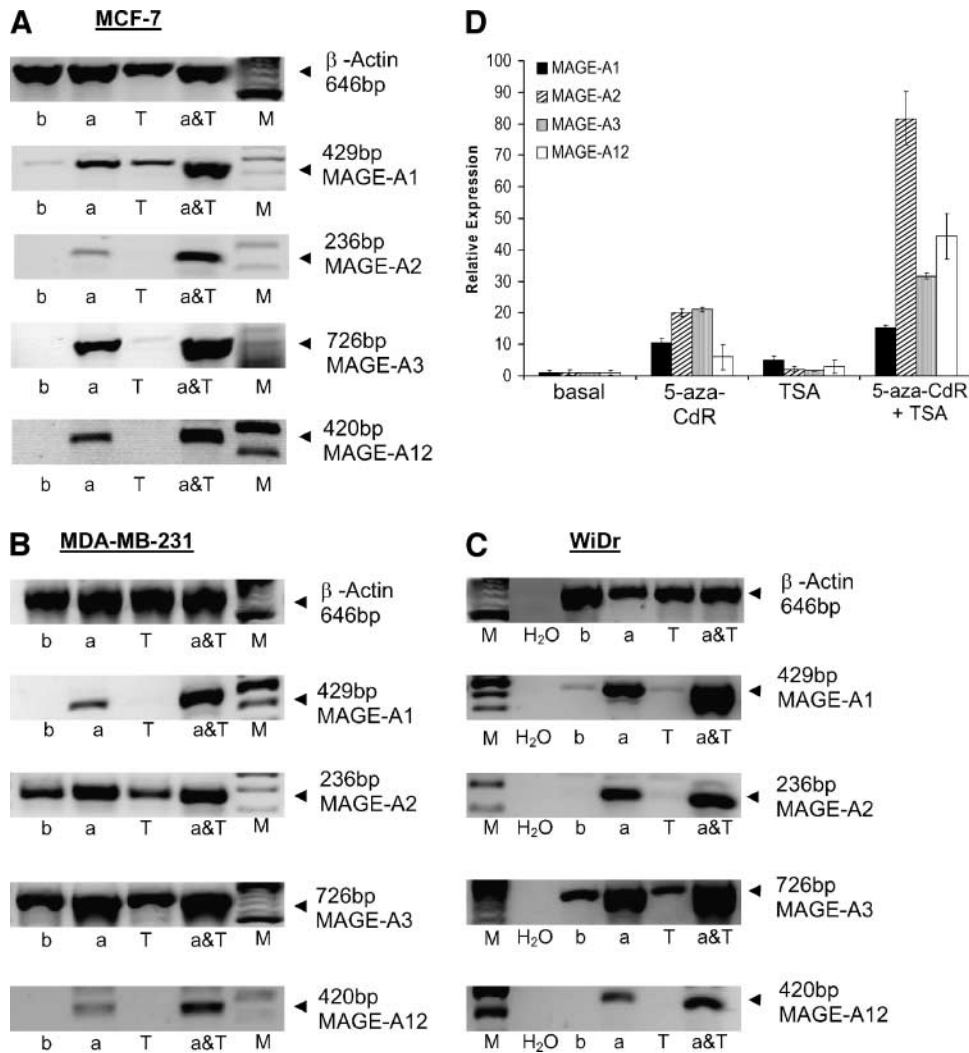 A MCF-7
β -Actin
646bp
b a T a&T M
429bp
MAGE-A1
b a T a&T M
236bp
MAGE-A2
b a T a&T M
726bp
MAGE-A3
b a T a&T M
420bp
MAGE-A12
b a T a&T M
D
Relative Expression
100
90
80
70
60
50
40
30
20
10
0
MAGE-A1
MAGE-A2
MAGE-A3
MAGE-A12
basal 5-aza- TSA 5-aza-CdR
CdR + TSA
B MDA-MB-231
β -Actin
646bp
b a T a&T M
429bp
MAGE-A1
b a T a&T M
236bp
MAGE-A2
b a T a&T M
726bp
MAGE-A3
b a T a&T M
420bp
MAGE-A12
b a T a&T M
C WiDr
β -Actin
646bp
M H₂O b a T a&T
429bp
MAGE-A1
M H₂O b a T a&T
236bp
MAGE-A2
M H₂O b a T a&T
726bp
MAGE-A3
M H₂O b a T a&T
420bp
MAGE-A12
M H₂O b a T a&T